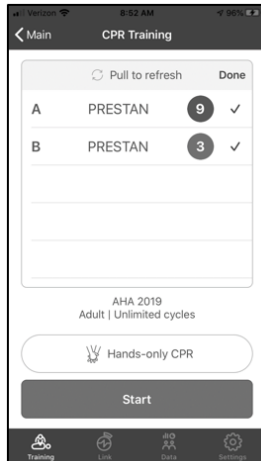 Verizon 8:52 AM 96%
Main CPR Training
Pull to refresh Done
A PRESTAN 9
B PRESTAN 3
AHA 2019
Adult | Unlimited cycles
Hands-only CPR
Start
Training Link Data Settings